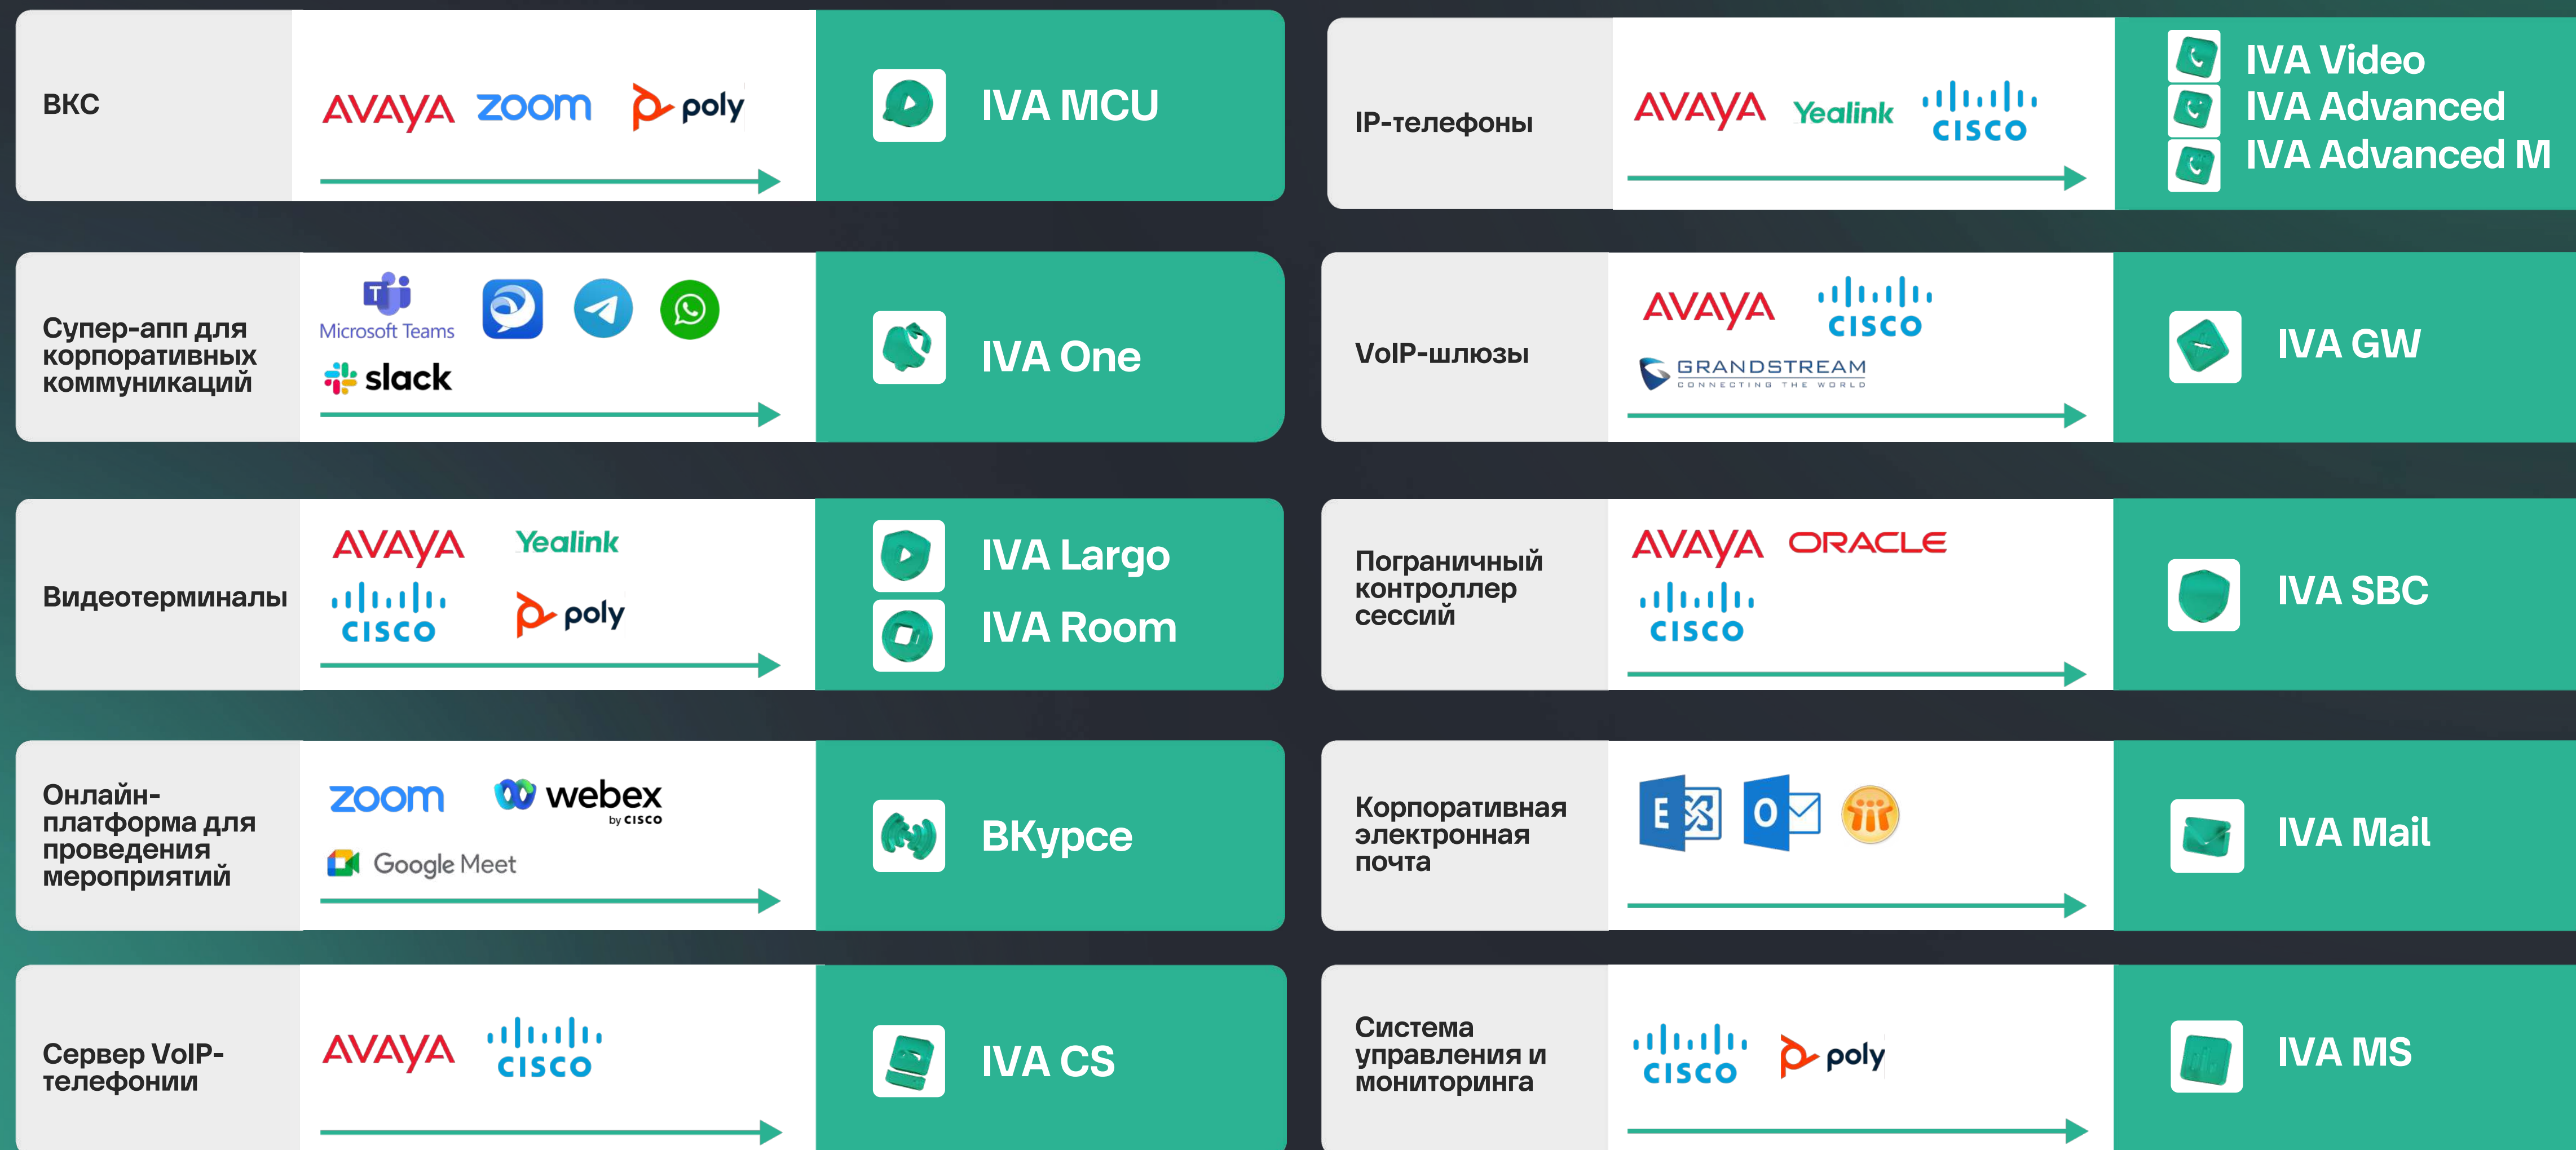 ВКС
AVAYA zoom poly
IVA MCU
IP-телефоны
AVAYA Yealink CISCO
IVA Video
IVA Advanced
IVA Advanced M
Супер-апп для
корпоративных
коммуникаций
T
Microsoft Teams
slack
IVA One
VoIP-шлюзы
AVAYA CISCO
GRANDSTREAM
CONNECTING THE WORLD
IVA GW
Видеотерминалы
AVAYA Yealink
CISCO poly
IVA Largo
IVA Room
Пограничный
контроллер
сессий
AVAYA ORACLE
CISCO
IVA SBC
Онлайн-
платформа для
проведения
мероприятий
zoom webex
by CISCO
Google Meet
ВКурсе
Корпоративная
электронная
почта
E O
IVA Mail
Сервер VoIP-
телефонии
AVAYA CISCO
IVA CS
Система
управления и
мониторинга
CISCO poly
IVA MS